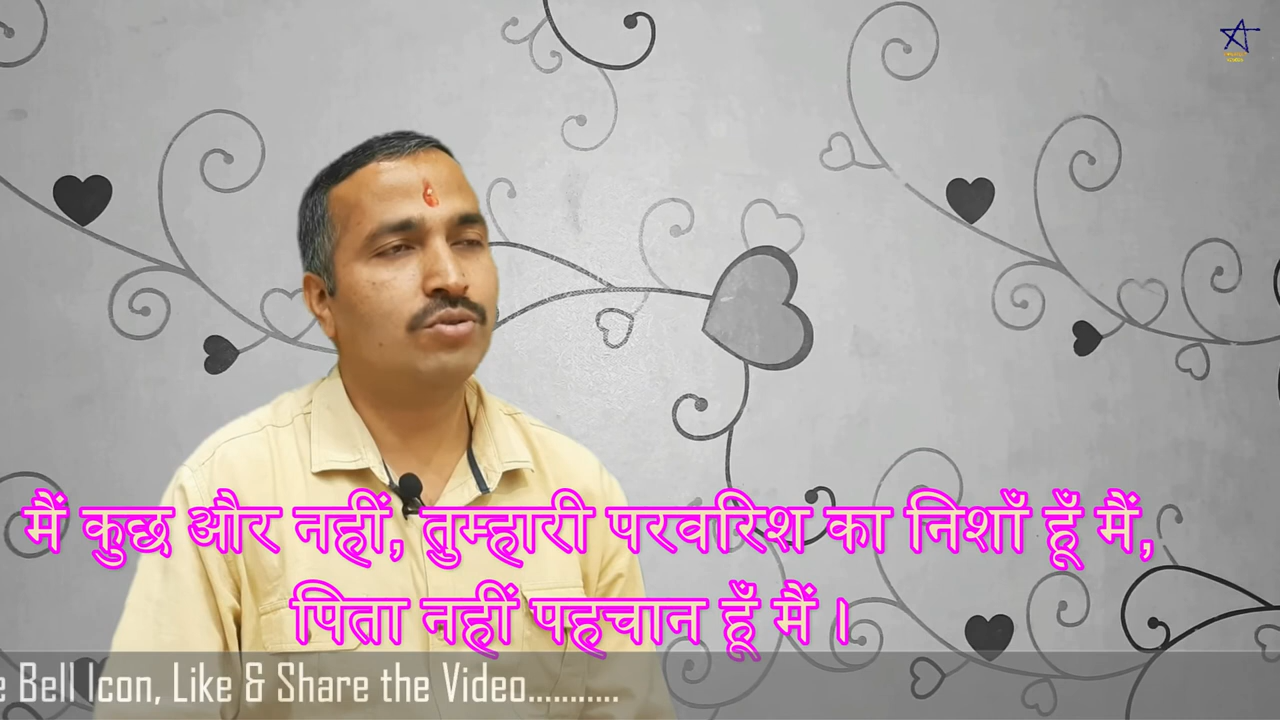 मैं कुछ और नहीं, तुम्हारी परवरिश का निशाँ हूँ मैं,
पिता नहीं पहचान हूँ मैं।
e Bell Icon, Like & Share the Video...........